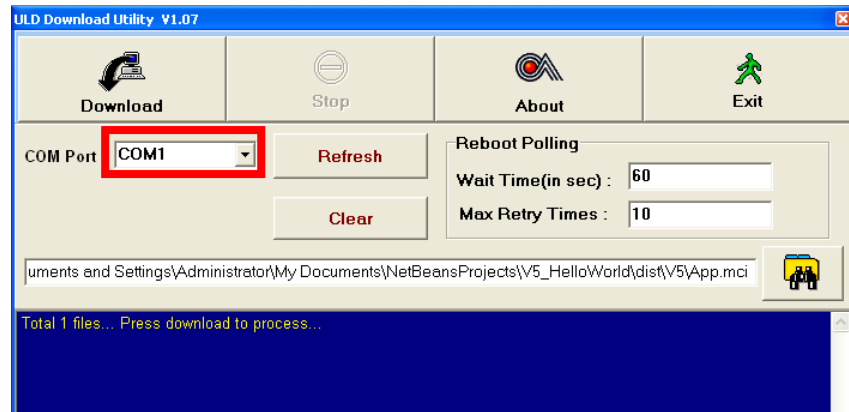 ULD Download Utility V1.07
Download
Stop
About
Exit
COM Port
COM1
Refresh
Clear
Reboot Polling
Wait Time(in sec) :
60
Max Retry Times :
10
uments and Settings\Administrator\My Documents\NetBeansProjects\V5_HelloWorld\dist\V5\App.mci
Total 1 files... Press download to process...